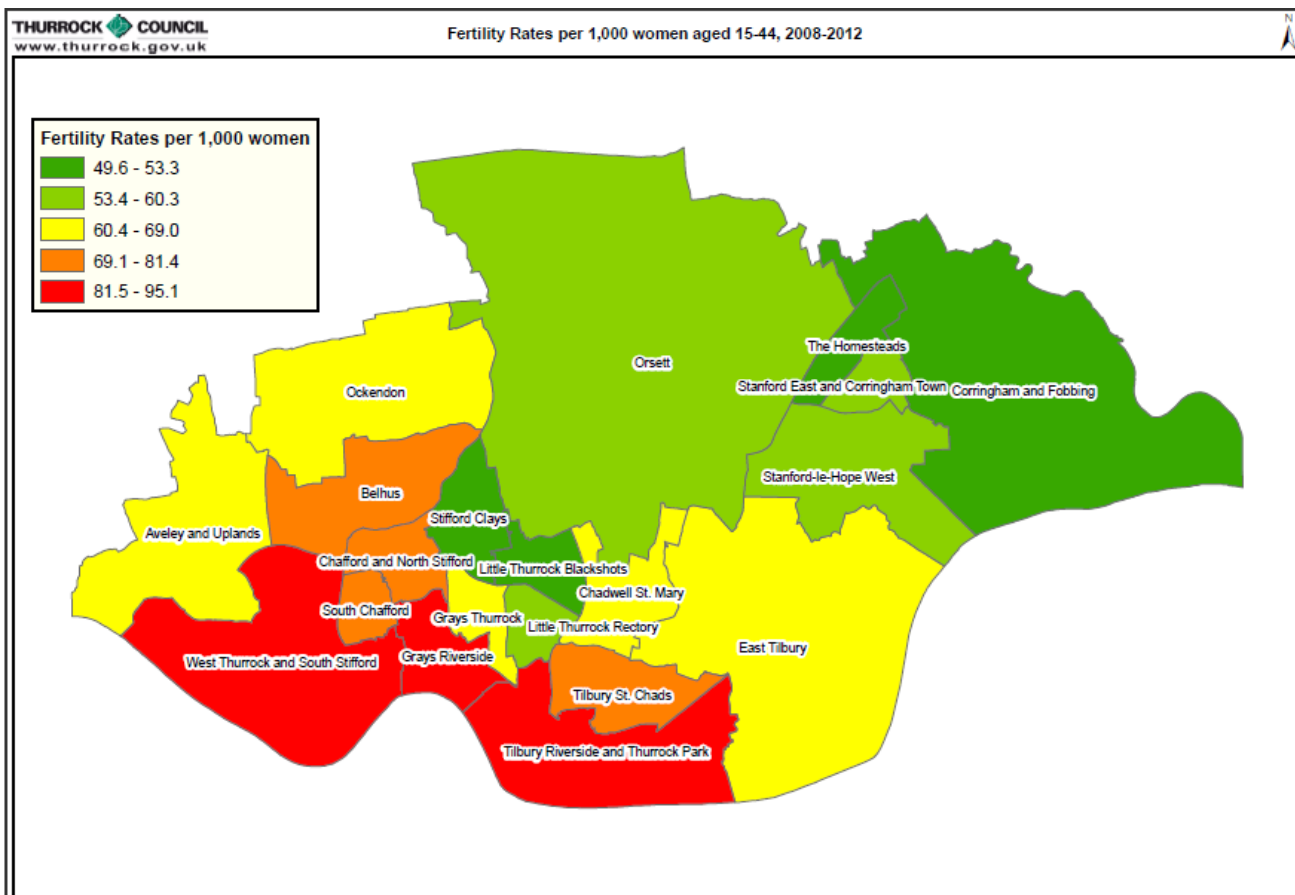 THURROCK COUNCIL
www.thurrock.gov.uk
Fertility Rates per 1,000 women aged 15-44, 2008-2012
N
Fertility Rates per 1,000 women
49.6 - 53.3
53.4 - 60.3
60.4 - 69.0
69.1 - 81.4
81.5 - 95.1
The Homesteads
Orsett
Stanford East and Corringham Town
Corringham and Fobbing
Ockendon
Stanford-le-Hope West
Belhus
Stifford Clays
Aveley and Uplands
Chafford and North Stifford
Little Thurrock Blackshots
Chadwell St. Mary
South Chafford
Grays Thurrock
Little Thurrock Rectory
East Tilbury
West Thurrock and South Stifford
Grays Riverside
Tilbury St. Chads
Tilbury Riverside and Thurrock Park